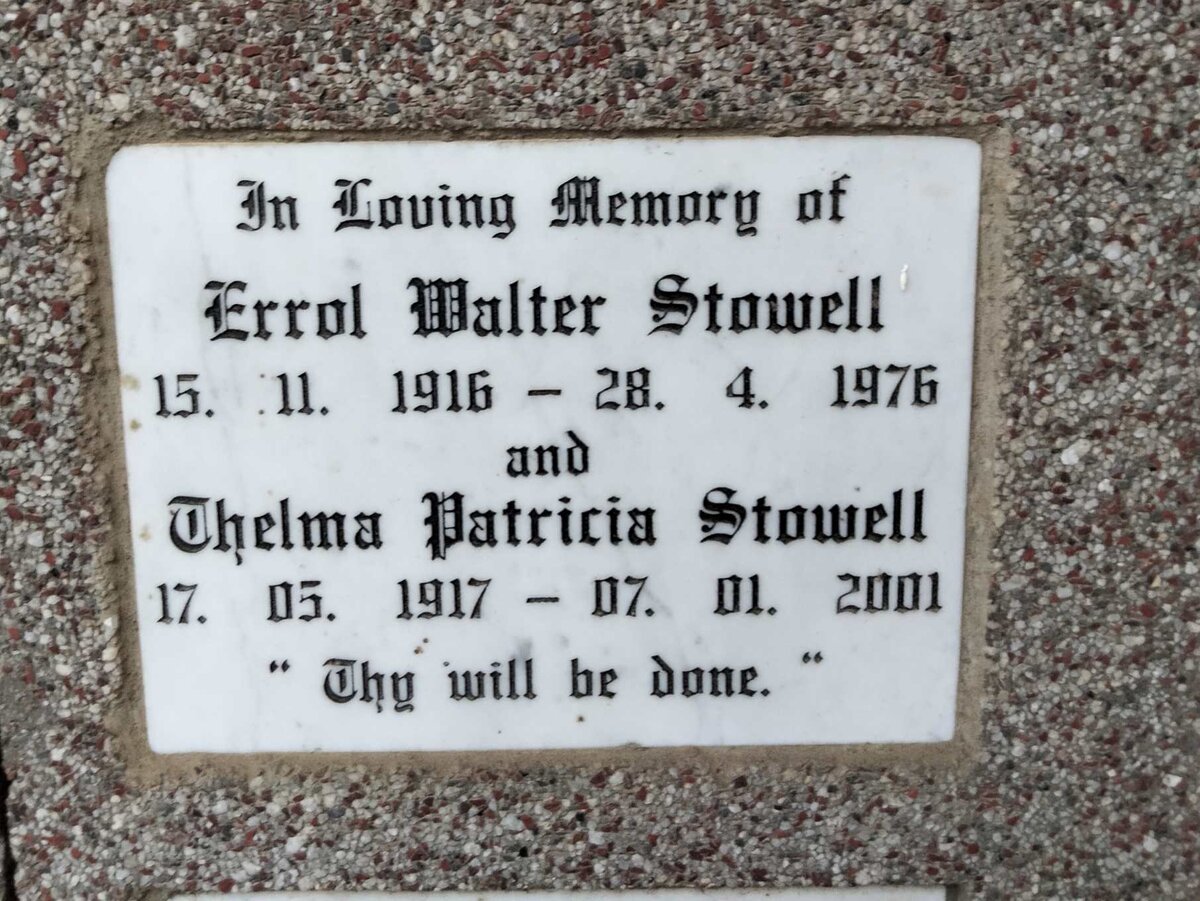 In Loving Memory of
Errol Walter Stowell
15. 11. 1916 – 28. 4. 1976
and
Thelma Patricia Stowell
17. 05. 1917 – 07. 01. 2001
" Thy will be done. "